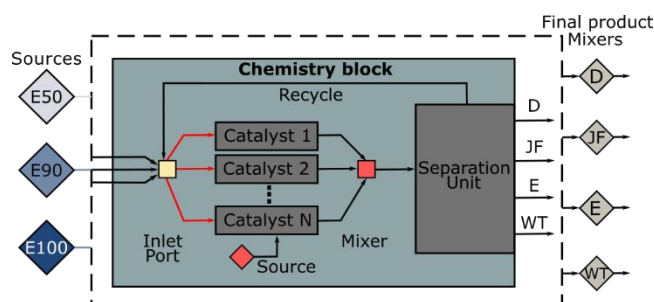 Final product
Mixers
Sources
Chemistry block
Recycle
E50
E90
E100
Catalyst 1
Catalyst 2
Catalyst N
Inlet
Port
Source
Mixer
Separation
Unit
D
JF
E
WT
D
JF
E
WT